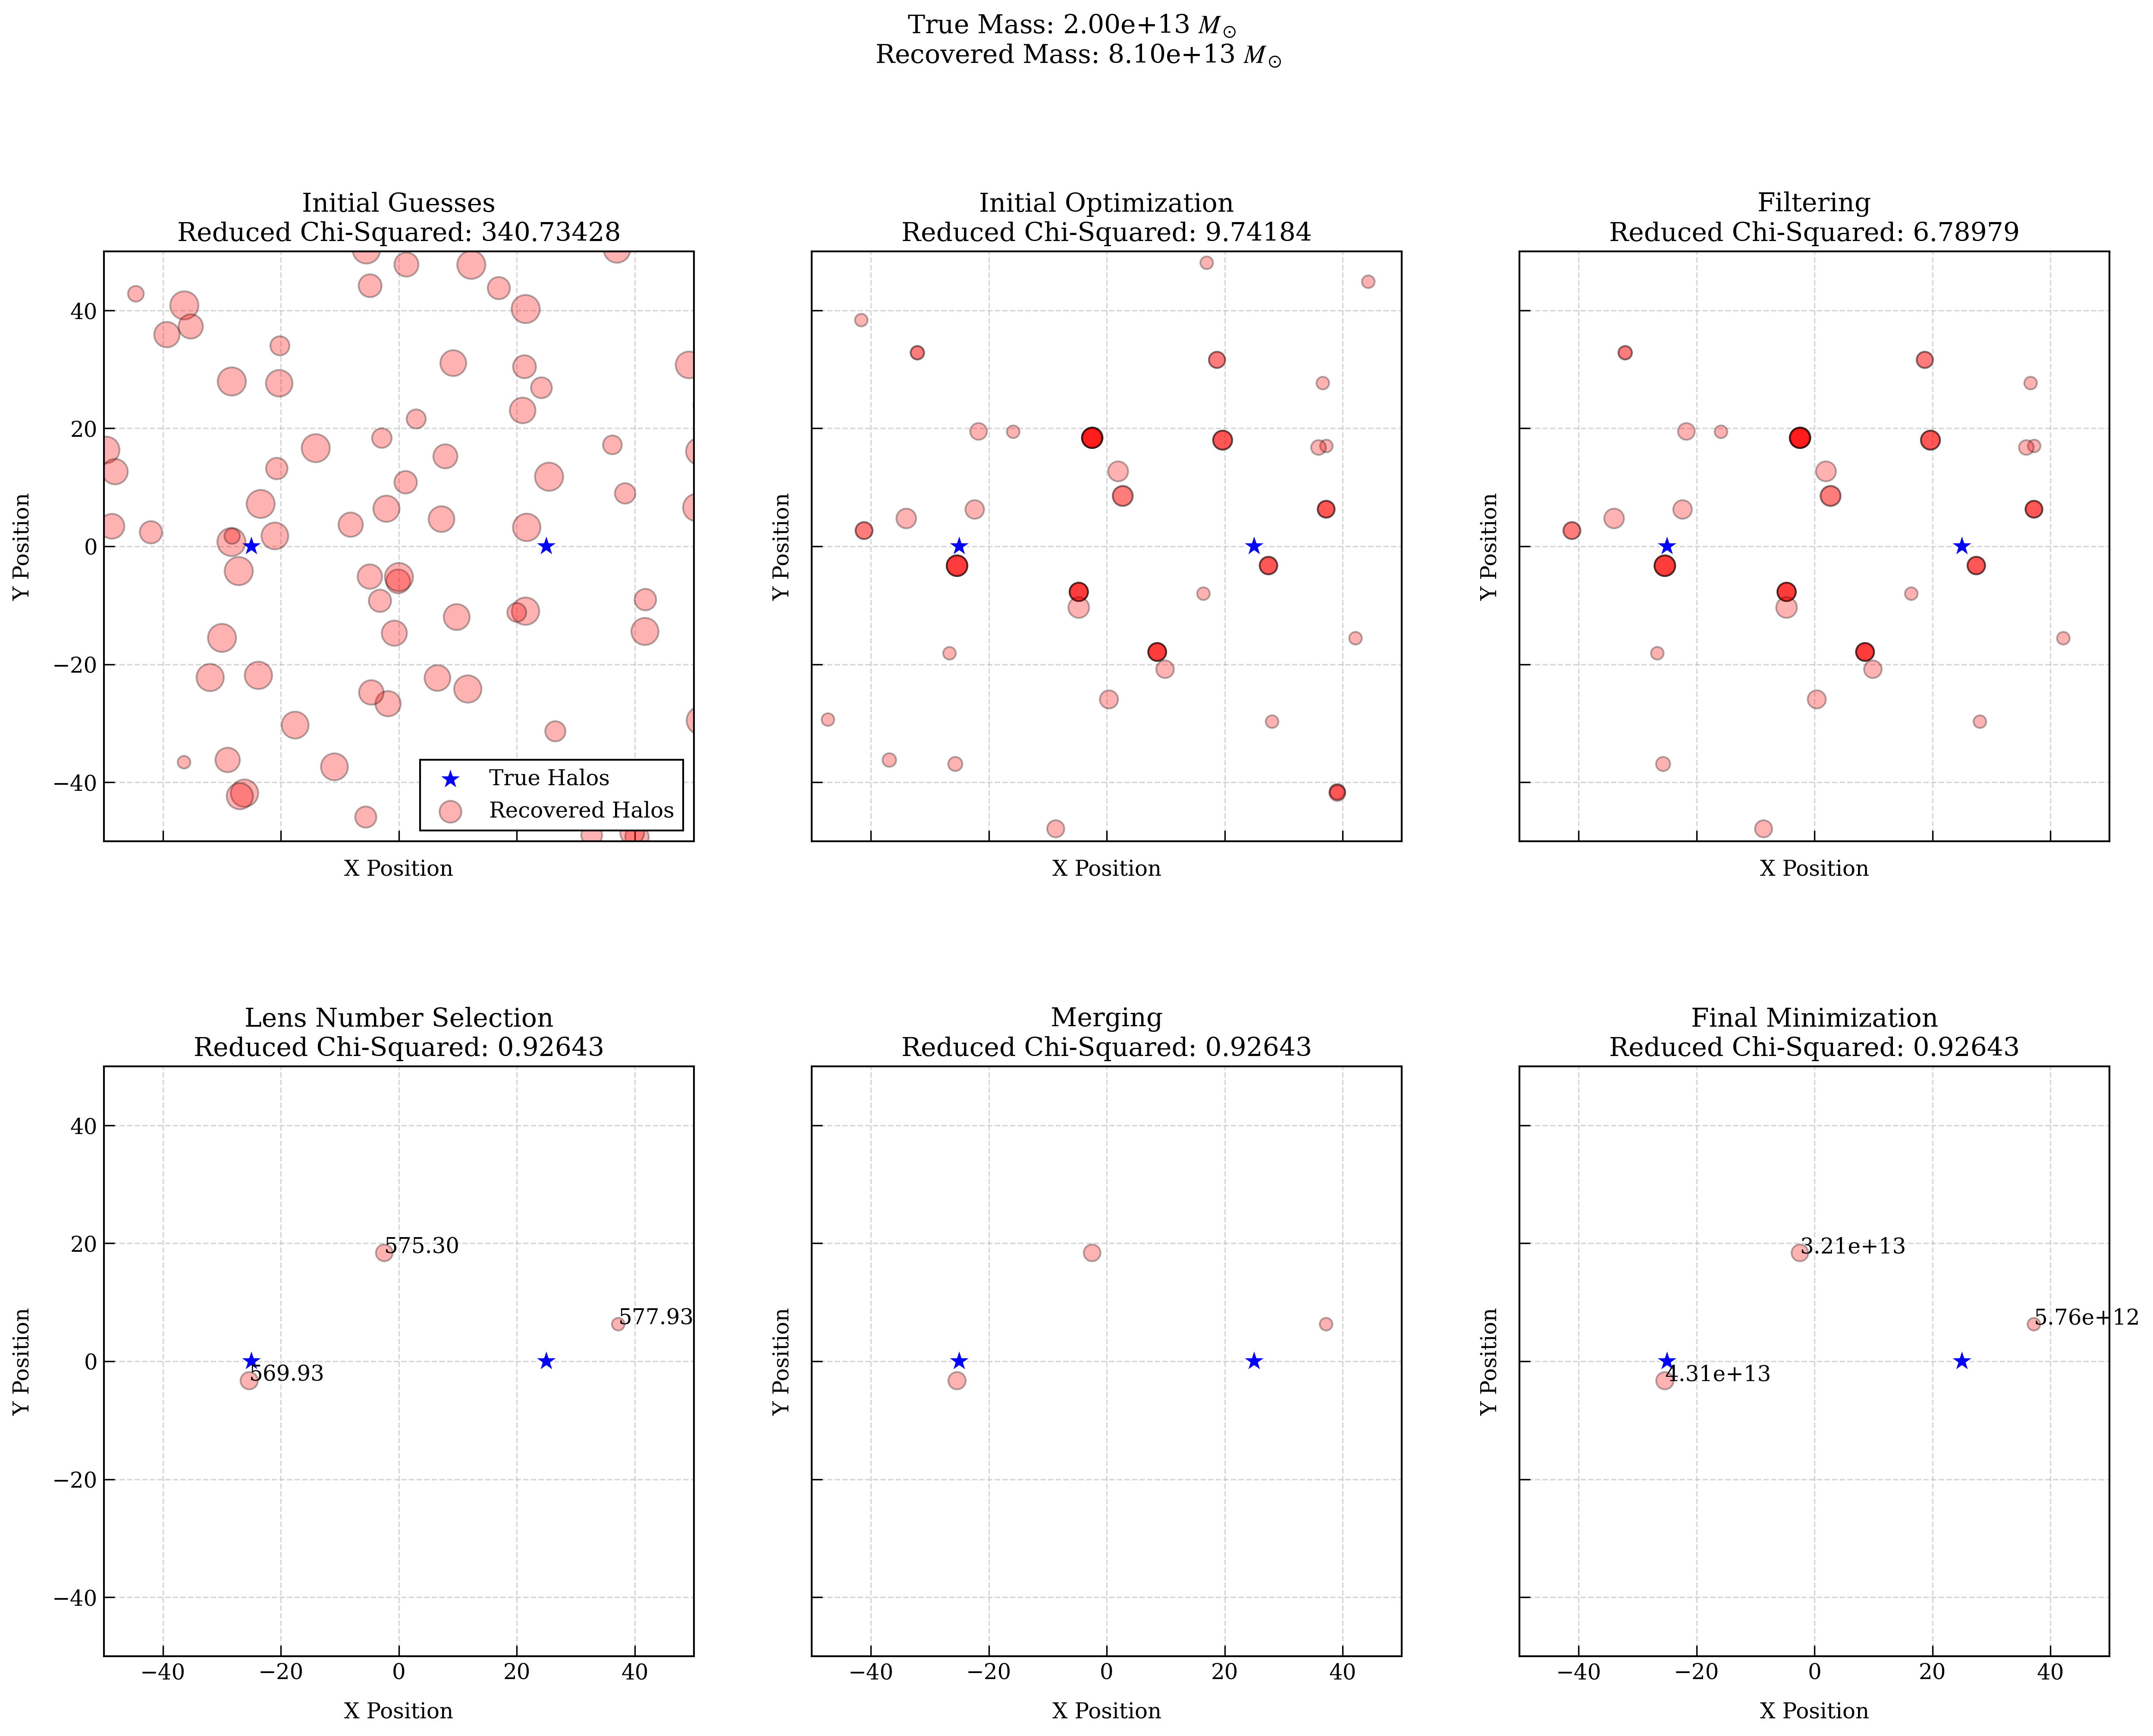 True Mass: 2.00e+13 M⊙
Recovered Mass: 8.10e+13 M⊙
Initial Guesses
Reduced Chi-Squared: 340.73428
Initial Optimization
Reduced Chi-Squared: 9.74184
Filtering
Reduced Chi-Squared: 6.78979
40
20
0
−20
−40
Y Position
Y Position
Y Position
True Halos
Recovered Halos
X Position
X Position
X Position
Lens Number Selection
Reduced Chi-Squared: 0.92643
Merging
Reduced Chi-Squared: 0.92643
Final Minimization
Reduced Chi-Squared: 0.92643
40
20
0
−20
−40
Y Position
575.30
577.93
569.93
Y Position
Y Position
3.21e+13
5.76e+12
4.31e+13
−40 −20 0 20 40
−40 −20 0 20 40
−40 −20 0 20 40
X Position
X Position
X Position